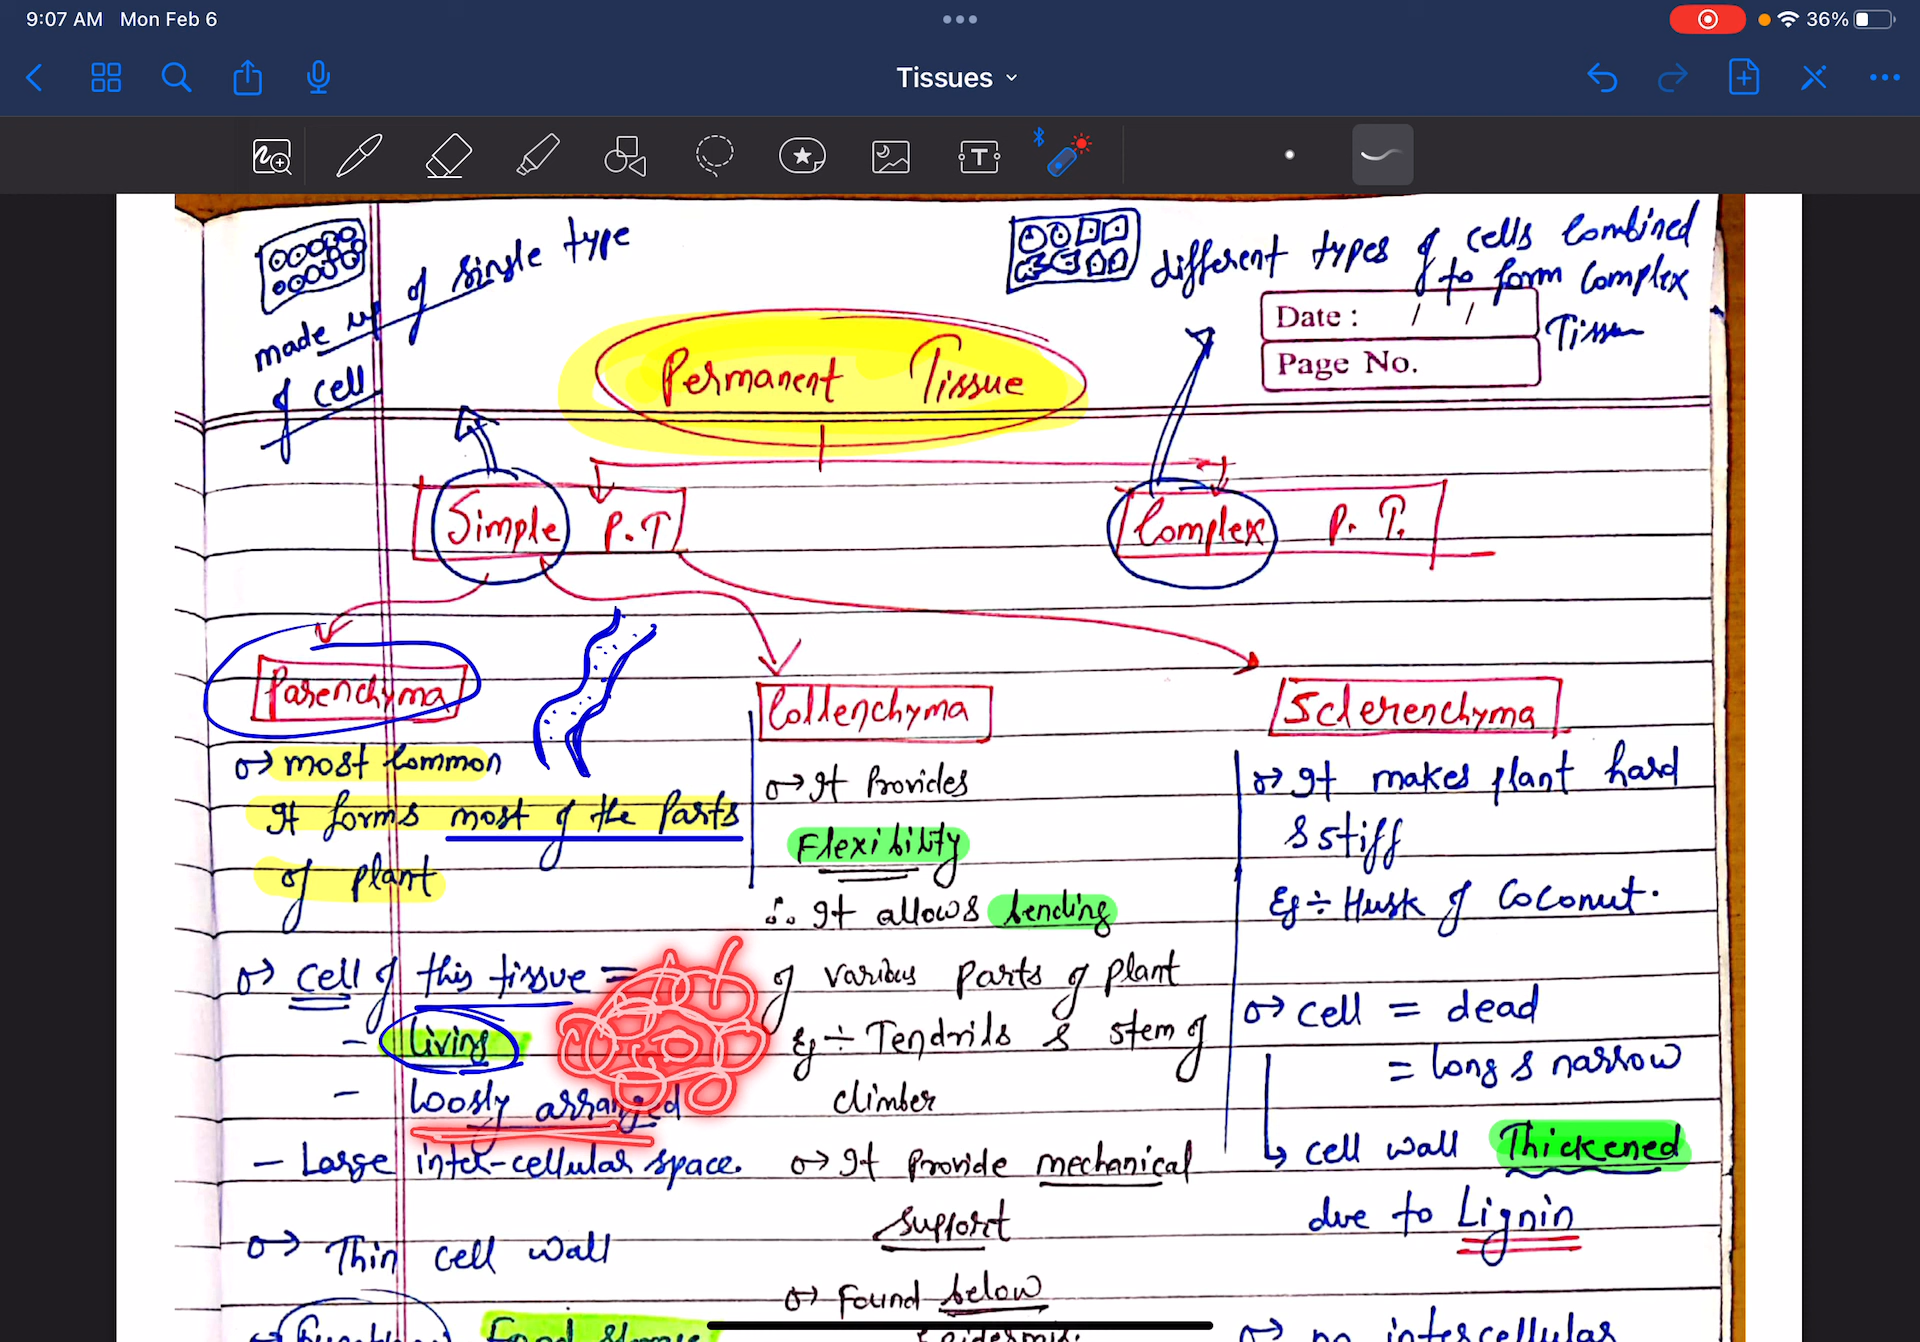 9:07 AM Mon Feb 6
36%
Tissues
T
made up of single type
of cell
different types of cells Combined
to form Complex
Tissue
Date : / /
Page No.
Permanent Tissue
Simple P.T
Complex P. T.
Parenchyma
Collenchyma
Sclerenchyma
most Common
It forms most of the Parts
of plant
Cell of this tissue =
- living
- loosly arranged
- Large inter-cellular space.
Thin cell wall
Function
Food storage
It Provides
Flexibility
∴ It allows bending
of various Parts of Plant
Eg ÷ Tendrils & stem of
climber
It Provide mechanical
support
Found below
epidermis.
It makes plant hard
& stiff
Eg ÷ Husk of Coconut.
cell = dead
= long & narrow
cell wall Thickened
due to Lignin
no intercellular